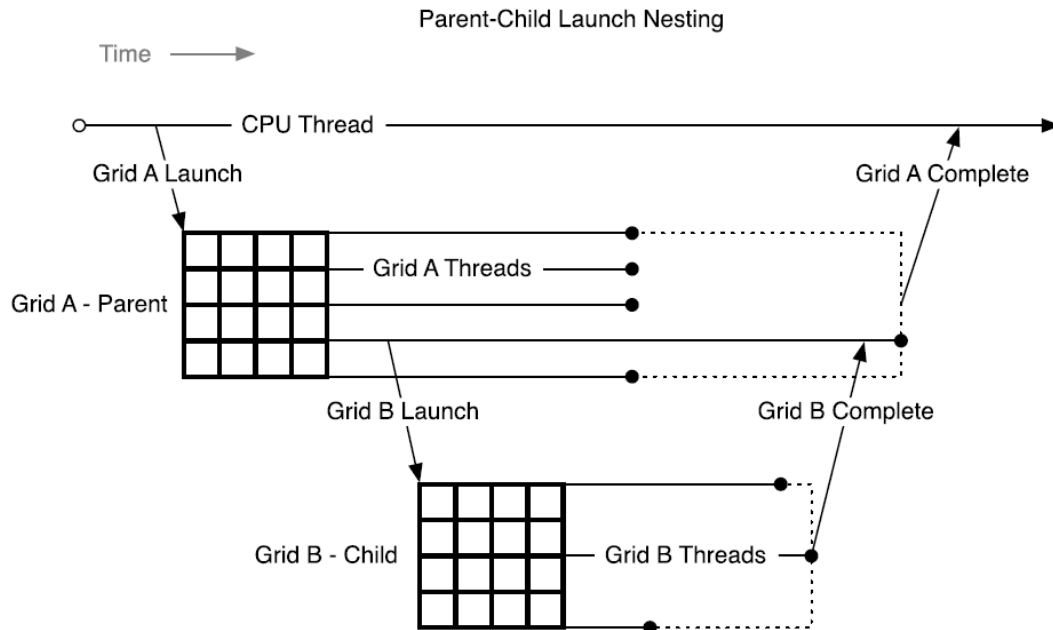 Parent-Child Launch Nesting
Time
CPU Thread
Grid A Launch
Grid A Complete
Grid A Threads
Grid A - Parent
Grid B Launch
Grid B Complete
Grid B - Child
Grid B Threads